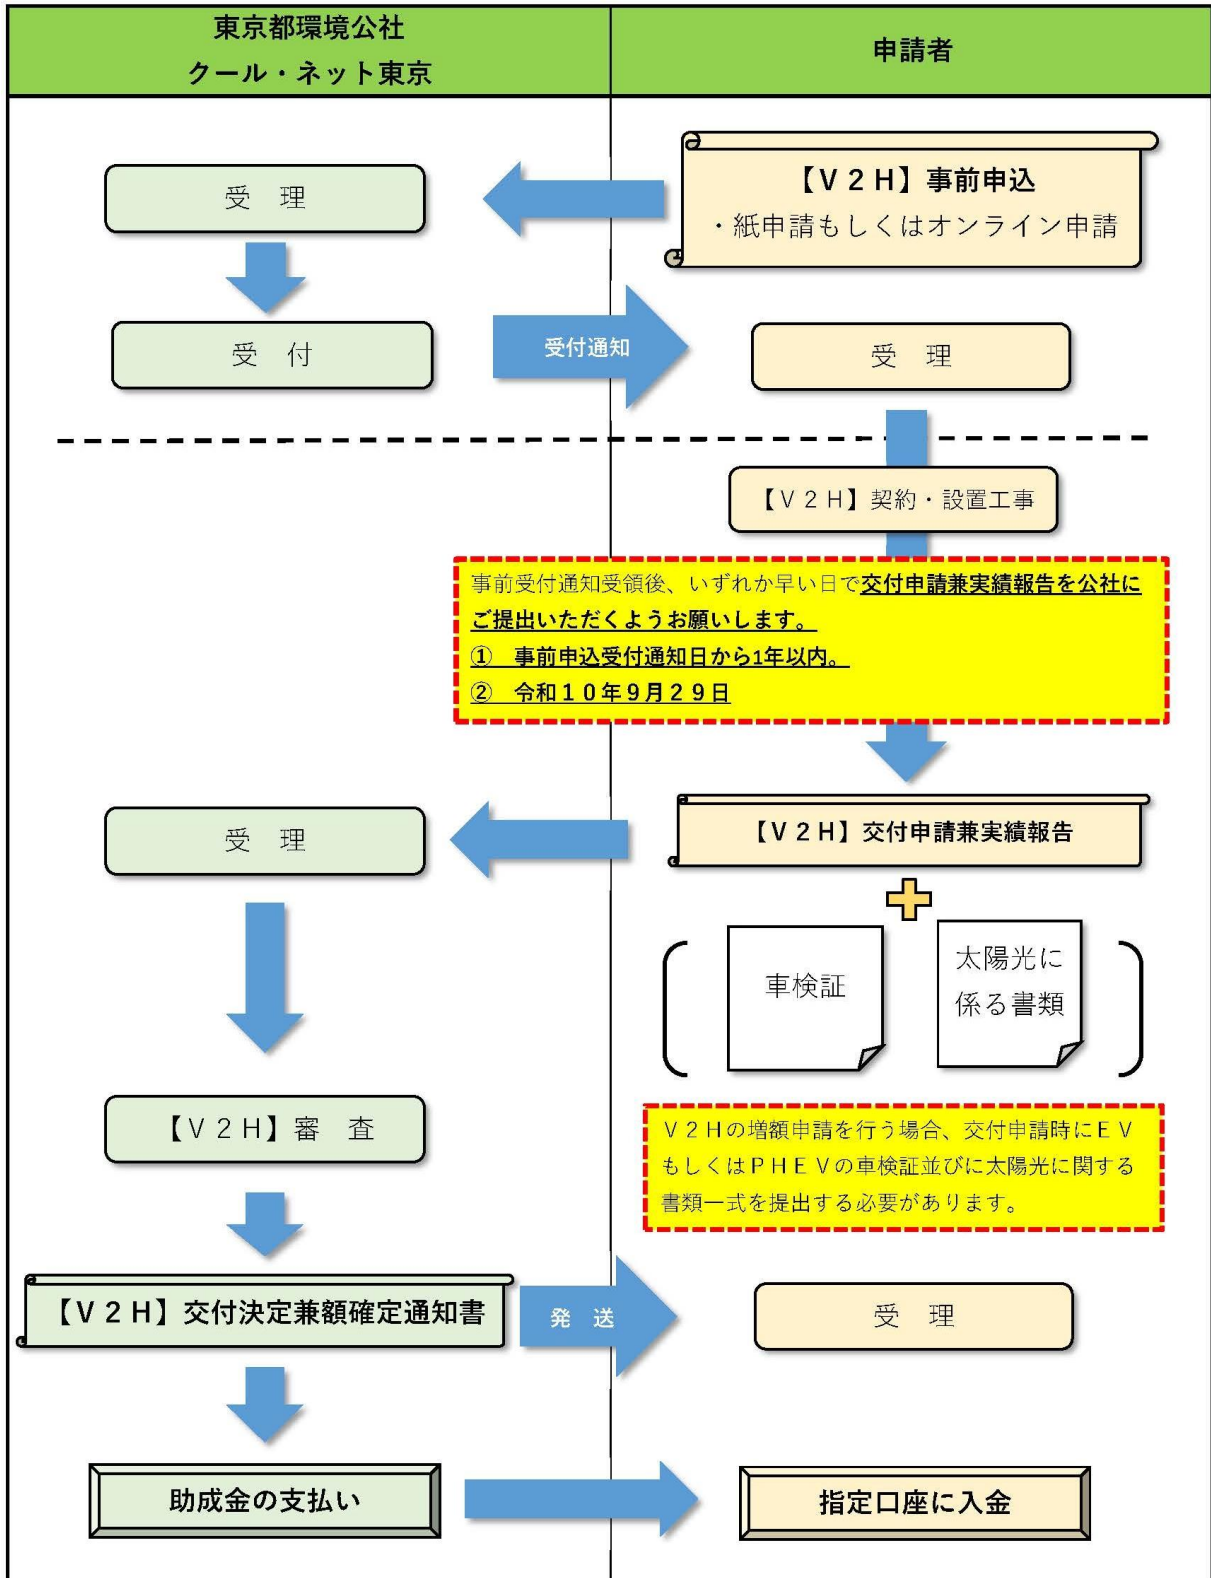 東京都環境公社
クール・ネット東京
申請者
【Ｖ２Ｈ】事前申込
・紙申請もしくはオンライン申請
受　理
受　付
受付通知
受　理
【Ｖ２Ｈ】契約・設置工事
事前受付通知受領後、いずれか早い日で交付申請兼実績報告を公社に
ご提出いただくようお願いします。
①　事前申込受付通知日から1年以内。
②　令和１０年９月２９日
【Ｖ２Ｈ】交付申請兼実績報告
受　理
車検証
太陽光に
係る書類
【Ｖ２Ｈ】審　査
Ｖ２Ｈの増額申請を行う場合、交付申請時にＥＶ
もしくはＰＨＥＶの車検証並びに太陽光に関する
書類一式を提出する必要があります。
【Ｖ２Ｈ】交付決定兼額確定通知書
発　送
受　理
助成金の支払い
指定口座に入金